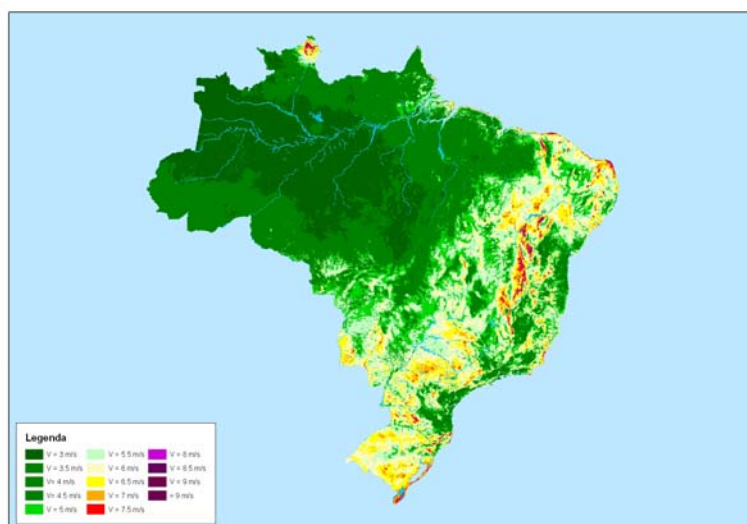 Legenda
V = 3 m/s
V = 3.5 m/s
V= 4 m/s
V= 4.5 m/s
V = 5 m/s
V = 5.5 m/s
V = 6 m/s
V = 6.5 m/s
V = 7 m/s
V = 7.5 m/s
V = 8 m/s
V = 8.5 m/s
V = 9 m/s
= 9 m/s